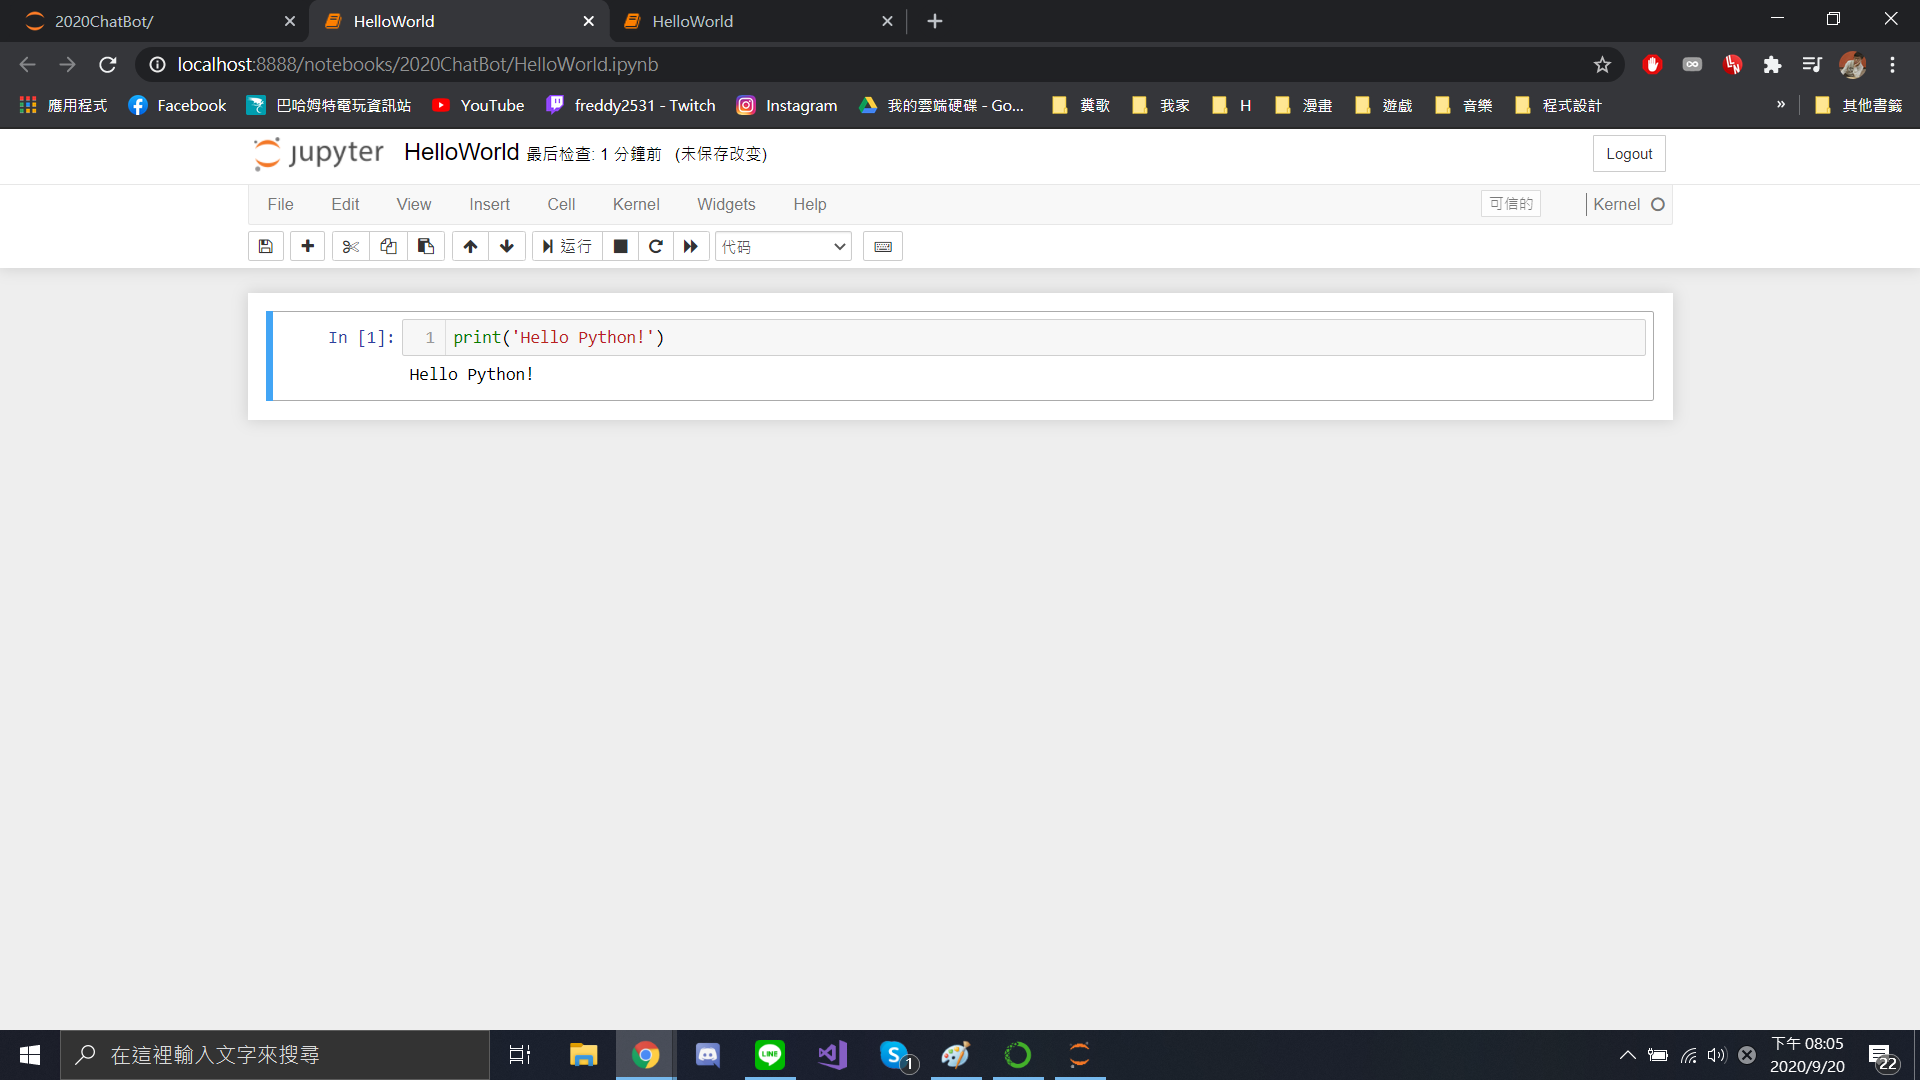 2020ChatBot/ HelloWorld HelloWorld
localhost:8888/notebooks/2020ChatBot/HelloWorld.ipynb
應用程式 Facebook 巴哈姆特電玩資訊站 YouTube freddy2531 - Twitch Instagram 我的雲端硬碟 - Go... 糞歌 我家 H 漫畫 遊戲 音樂 程式設計 » 其他書籤
jupyter HelloWorld 最后检查: 1 分鐘前 (未保存改变) Logout
File Edit View Insert Cell Kernel Widgets Help 可信的 Kernel
运行 代码
In [1]: 1 print('Hello Python!')
Hello Python!
在這裡輸入文字來搜尋 LINE S 1 下午 08:05
2020/9/20 22